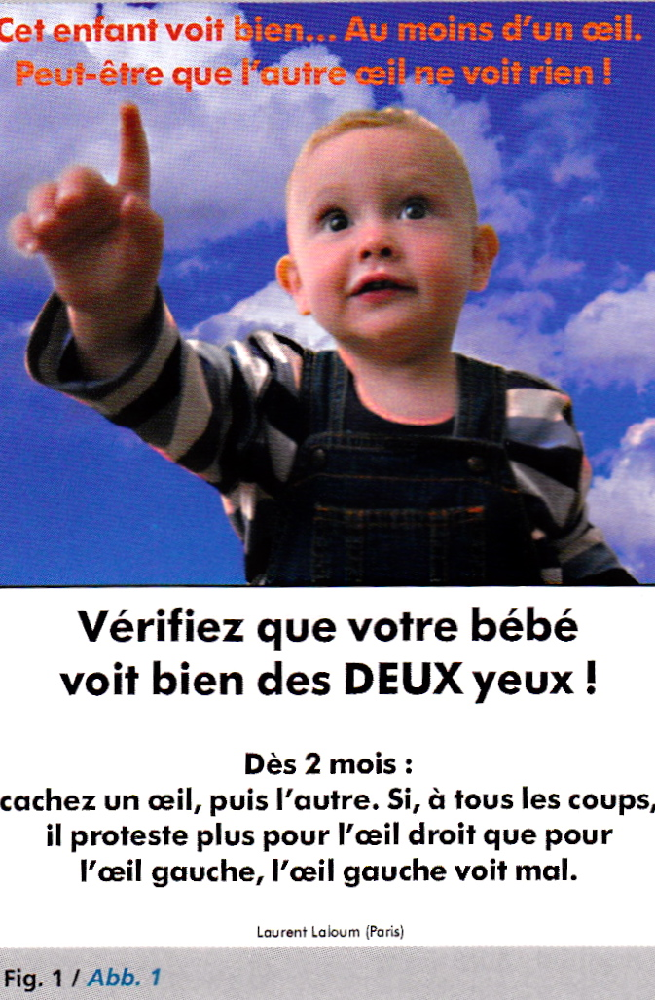 Cet enfant voit bien... Au moins d'un œil.
Peut-être que l'autre œil ne voit rien !
Vérifiez que votre bébé
voit bien des DEUX yeux !
Dès 2 mois :
cachez un œil, puis l'autre. Si, à tous les coups,
il proteste plus pour l'œil droit que pour
l'œil gauche, l'œil gauche voit mal.
Laurent Laloum (Paris)
Fig. 1 / Abb. 1